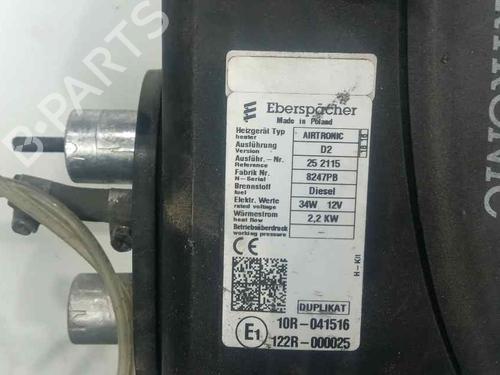 Eberspächer
Made in Poland
Heizgerät Typ
heater
AIRTRONIC
Ausführung
Version
D2
Ausführ.-Nr.
Reference
25 2115
Fabrik Nr.
H-Serial
8247PB
Brennstoff
fuel
Diesel
Elektr. Werte
rated voltage
34W 12V
Wärmestrom
heat flow
2,2 KW
Betriebsüberdruck
working pressure
–
CE
H-Kit
DUPLIKAT
E1
10R-041516
122R-000025